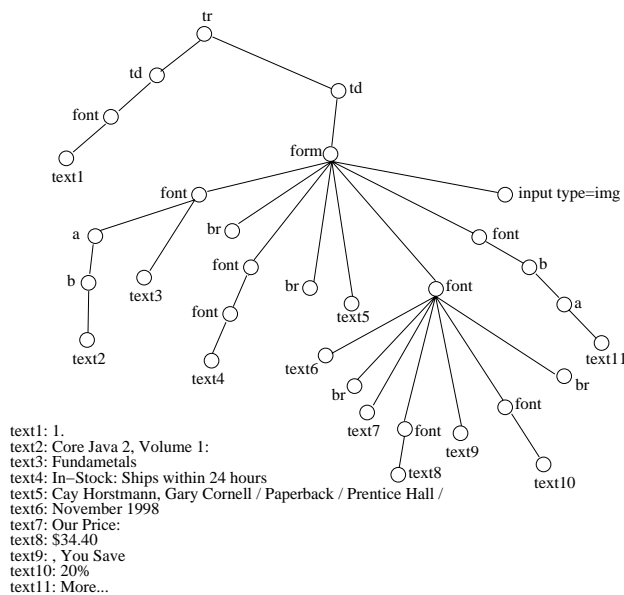 tr
td
td
font
text1
form
font
input type=img
a
br
font
font
b
b
text3
br
font
a
font
text5
text2
text4
text6
text11
br
br
text7
font
font
text9
text8
text10
text1: 1.
text2: Core Java 2, Volume 1:
text3: Fundametals
text4: In−Stock: Ships within 24 hours
text5: Cay Horstmann, Gary Cornell / Paperback / Prentice Hall /
text6: November 1998
text7: Our Price:
text8: $34.40
text9: , You Save
text10: 20%
text11: More...